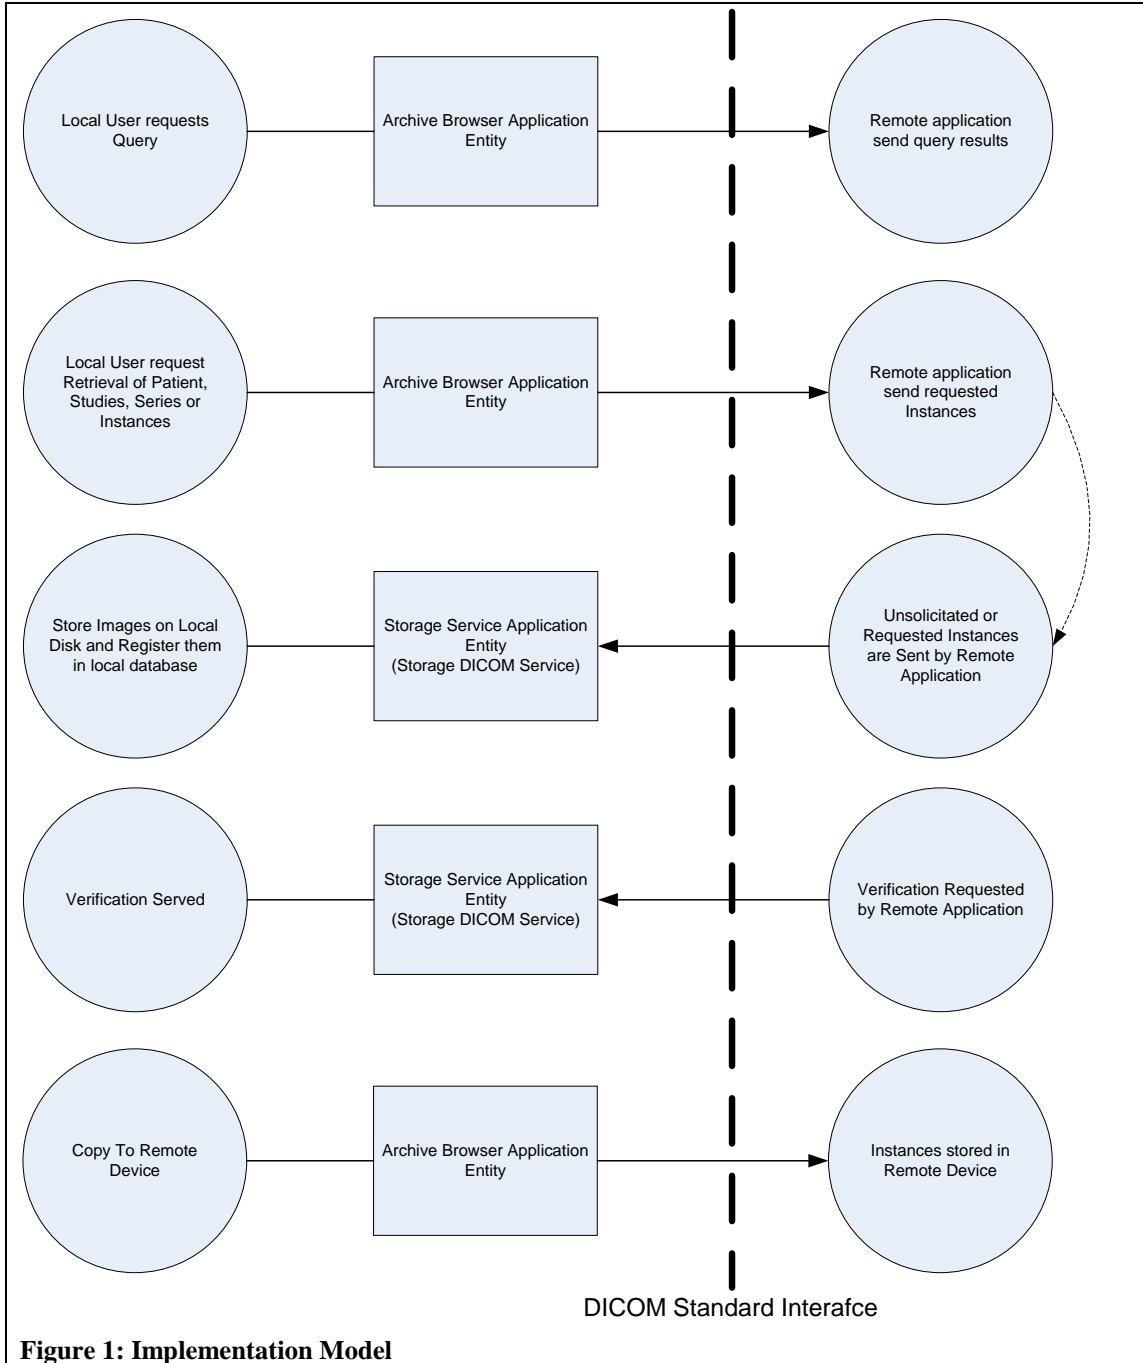 Local User requests
Query
Archive Browser Application
Entity
Remote application
send query results
Local User request
Retrieval of Patient,
Studies, Series or
Instances
Archive Browser Application
Entity
Remote application
send requested
Instances
Store Images on Local
Disk and Register them
in local database
Storage Service Application
Entity
(Storage DICOM Service)
Unsolicitated or
Requested Instances
are Sent by Remote
Application
Verification Served
Storage Service Application
Entity
(Storage DICOM Service)
Verification Requested
by Remote Application
Copy To Remote
Device
Archive Browser Application
Entity
Instances stored in
Remote Device
DICOM Standard Interafce
Figure 1: Implementation Model